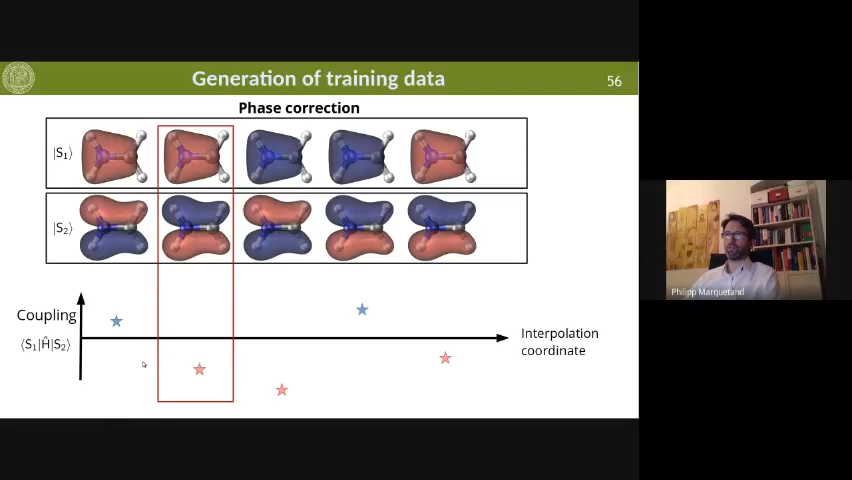 Generation of training data
56
Phase correction
|S₁⟩
|S₂⟩
Coupling
⟨S₁|Ĥ|S₂⟩
Interpolation
coordinate
Philipp Marquetand